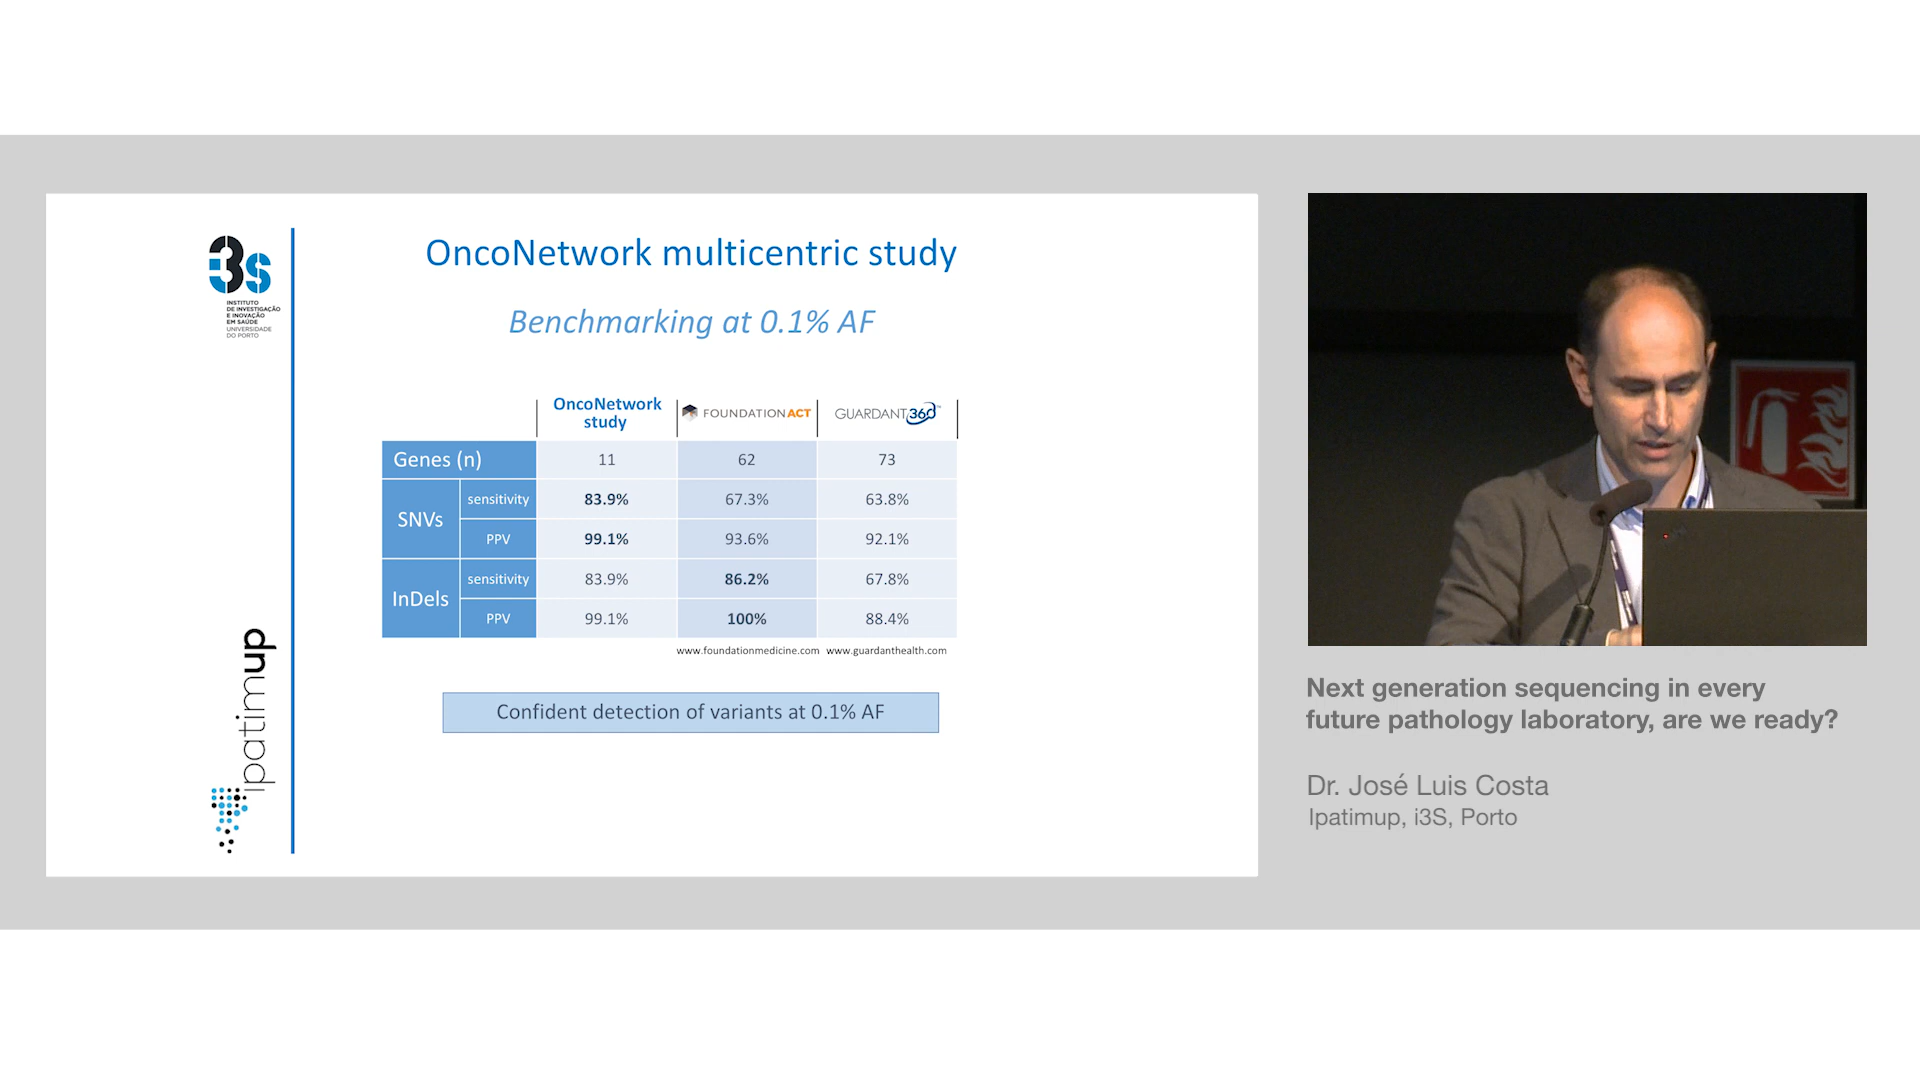 3s
INSTITUTO
DE INVESTIGAÇÃO
E INOVAÇÃO
EM SAÚDE
UNIVERSIDADE
DO PORTO
ipatimup
OncoNetwork multicentric study
Benchmarking at 0.1% AF
OncoNetwork study FOUNDATIONACT GUARDANT360™
Genes (n) 11 62 73
SNVs sensitivity 83.9% 67.3% 63.8%
PPV 99.1% 93.6% 92.1%
InDels sensitivity 83.9% 86.2% 67.8%
PPV 99.1% 100% 88.4%
www.foundationmedicine.com www.guardanthealth.com
Confident detection of variants at 0.1% AF
Next generation sequencing in every
future pathology laboratory, are we ready?
Dr. José Luis Costa
Ipatimup, i3S, Porto